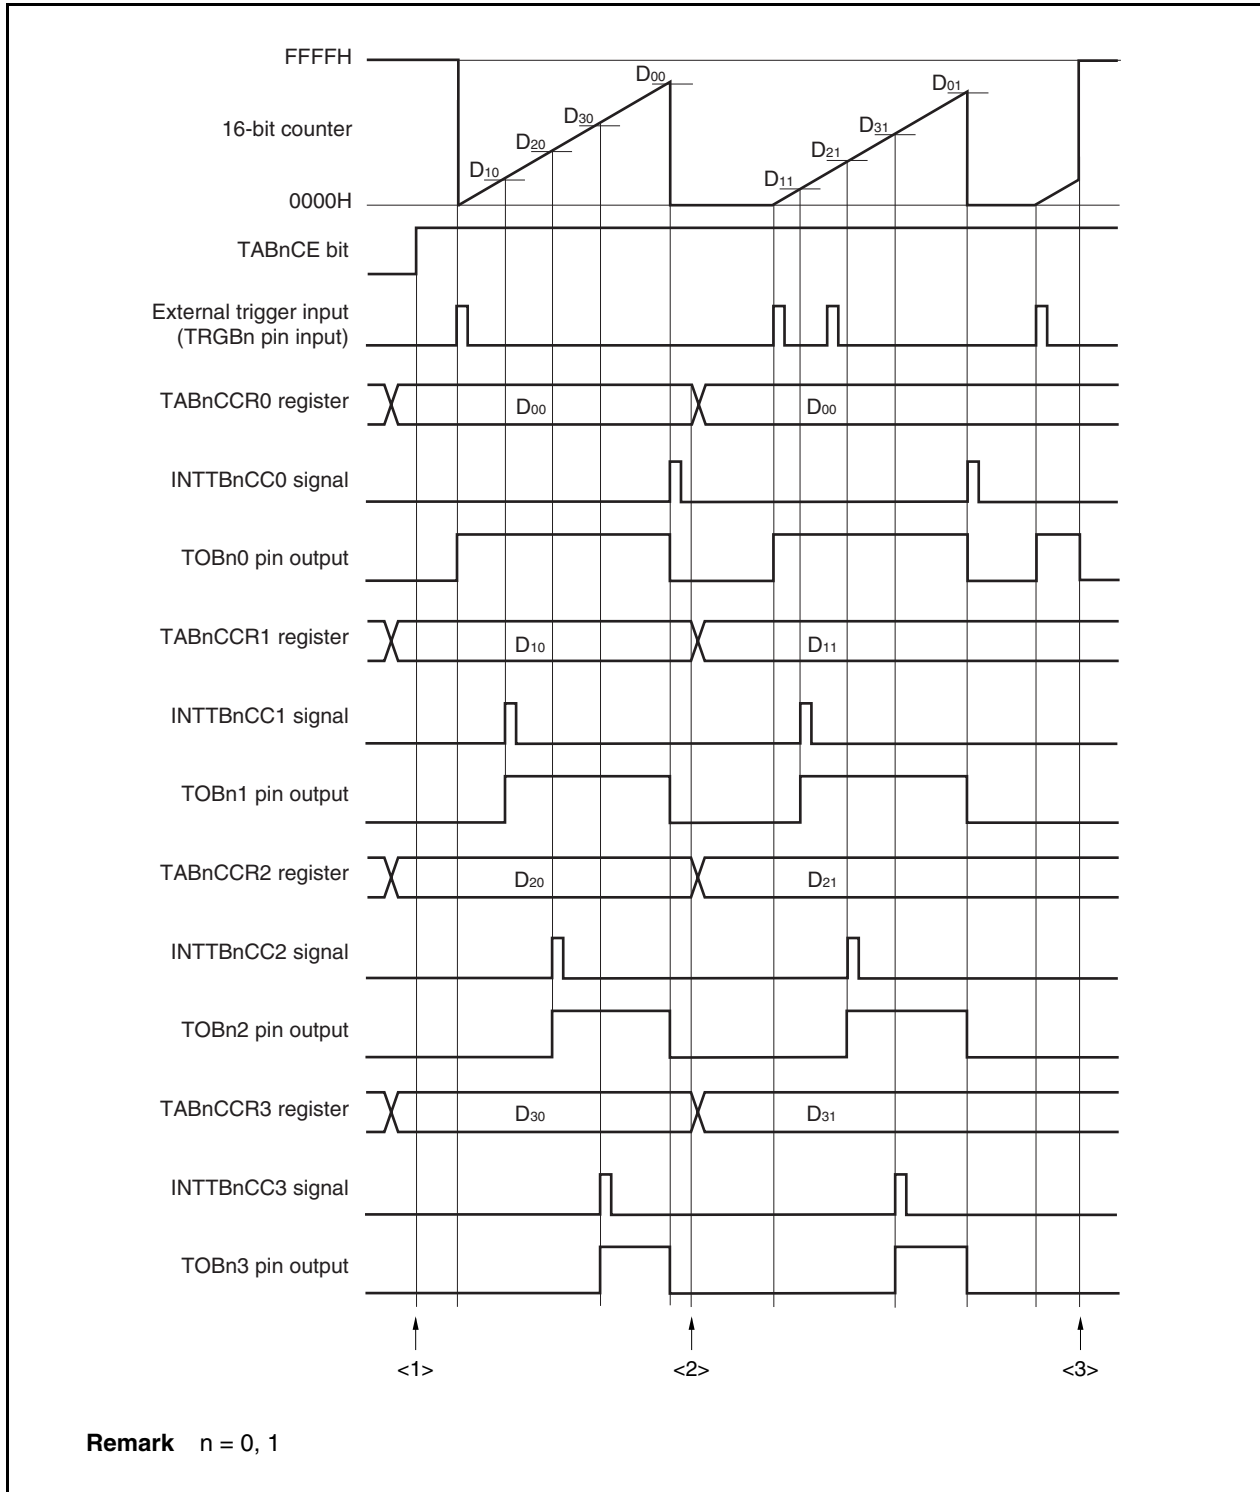 FFFFH
D00
D01
D30
D31
16-bit counter
D20
D21
D10
D11
0000H
TABnCE bit
External trigger input
(TRGBn pin input)
TABnCCR0 register
D00
D00
INTTBnCC0 signal
TOBn0 pin output
TABnCCR1 register
D10
D11
INTTBnCC1 signal
TOBn1 pin output
TABnCCR2 register
D20
D21
INTTBnCC2 signal
TOBn2 pin output
TABnCCR3 register
D30
D31
INTTBnCC3 signal
TOBn3 pin output
<1>
<2>
<3>
Remark n = 0, 1